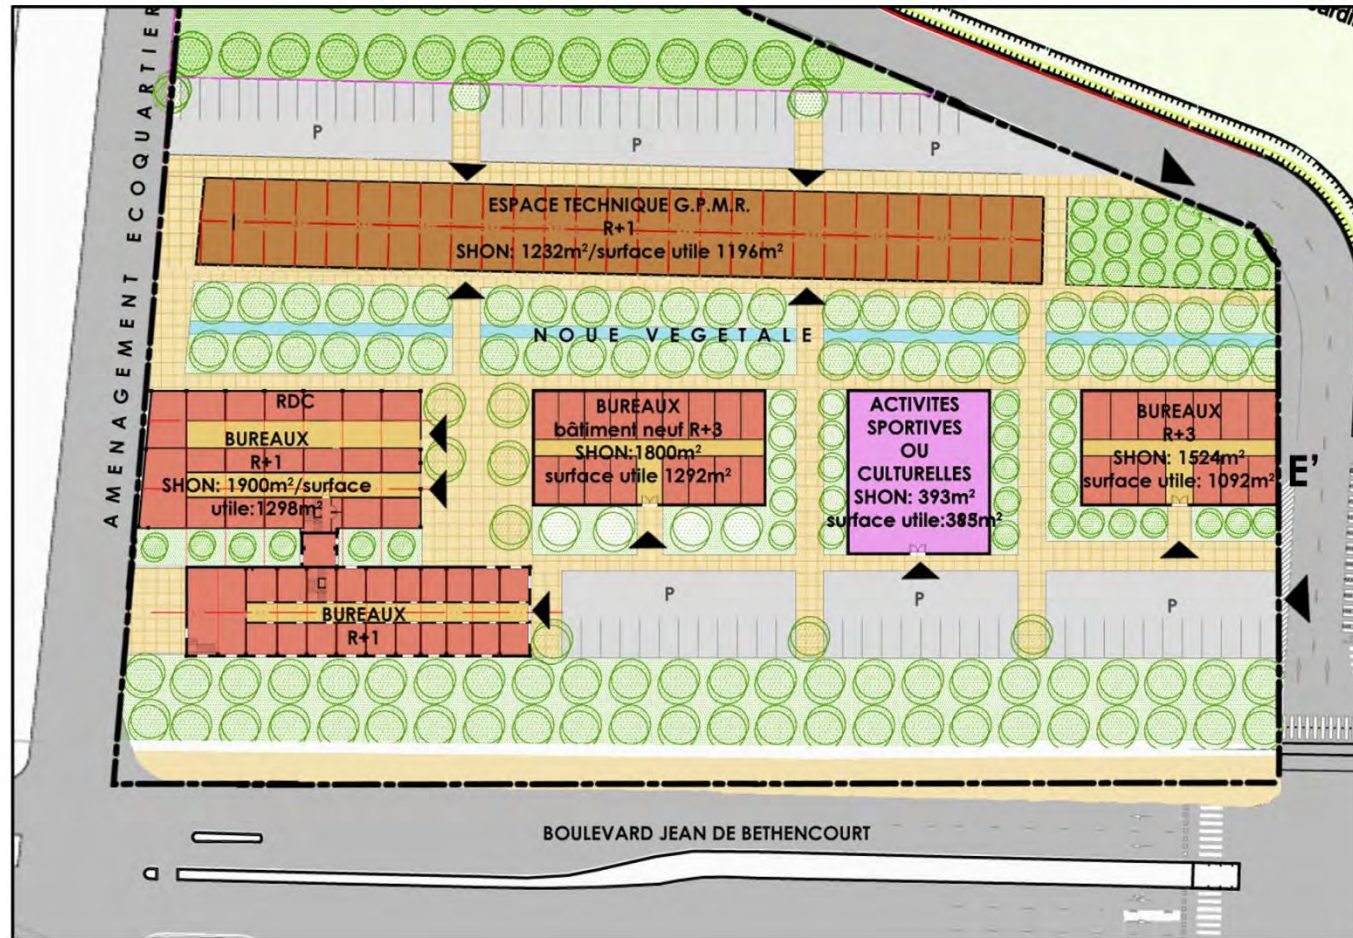 ardi
AMENAGEMENT ECOQUARTIER
P
P
P
ESPACE TECHNIQUE G.P.M.R.
R+1
SHON: 1232m²/surface utile 1196m²
NOUE VEGETALE
RDC
BUREAUX
R+1
SHON: 1900m²/surface
utile:1298m²
BUREAUX
bâtiment neuf R+3
SHON:1800m²
surface utile 1292m²
ACTIVITES
SPORTIVES
OU
CULTURELLES
SHON: 393m²
surface utile:385m²
BUREAUX
R+3
SHON: 1524m²
surface utile: 1092m²
E'
BUREAUX
R+1
P
P
P
BOULEVARD JEAN DE BETHENCOURT